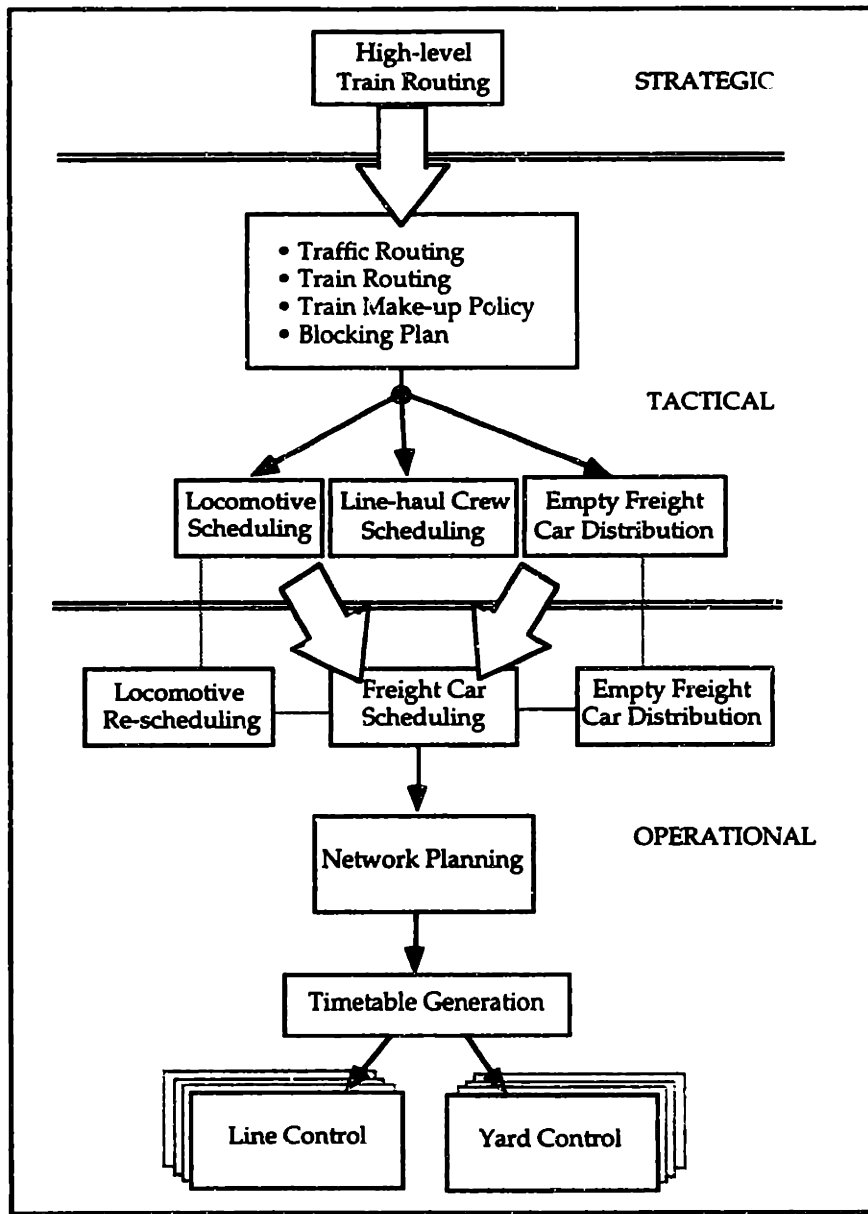 High-level
Train Routing
STRATEGIC
• Traffic Routing
• Train Routing
• Train Make-up Policy
• Blocking Plan
TACTICAL
Locomotive
Scheduling
Line-haul Crew
Scheduling
Empty Freight
Car Distribution
Locomotive
Re-scheduling
Freight Car
Scheduling
Empty Freight
Car Distribution
OPERATIONAL
Network Planning
Timetable Generation
Line Control
Yard Control